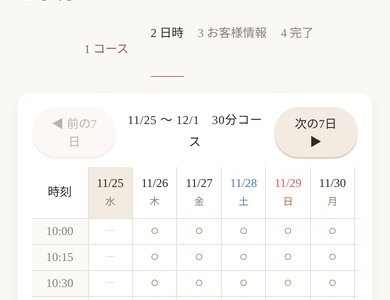 1 コース
2 日時
3 お客様情報
4 完了
◀ 前の7
日
11/25 〜 12/1 30分コー
ス
次の7日
▶
時刻 11/25 11/26 11/27 11/28 11/29 11/30
水 木 金 土 日 月
10:00 — ○ ○ ○ ○ ○
10:15 — ○ ○ ○ ○ ○
10:30 — ○ ○ ○ ○ ○